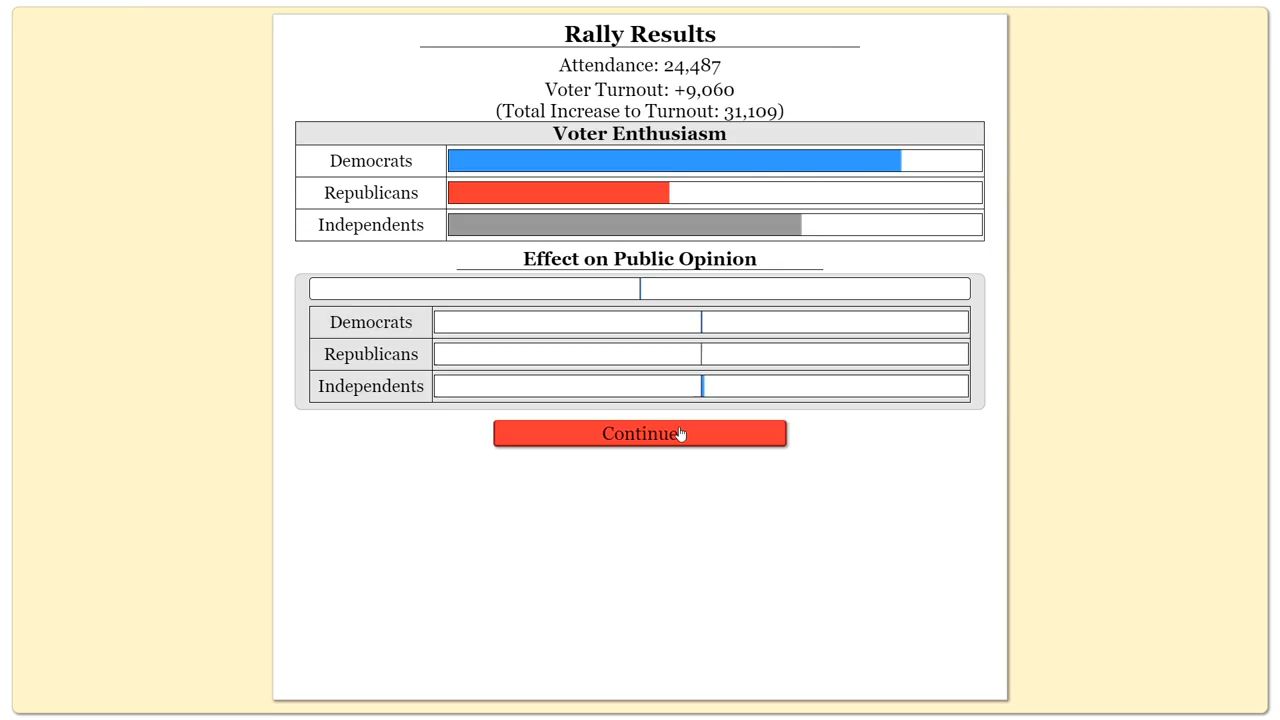 Rally Results
Attendance: 24,487
Voter Turnout: +9,060
(Total Increase to Turnout: 31,109)
Voter Enthusiasm
Democrats
Republicans
Independents
Effect on Public Opinion
Democrats
Republicans
Independents
Continue